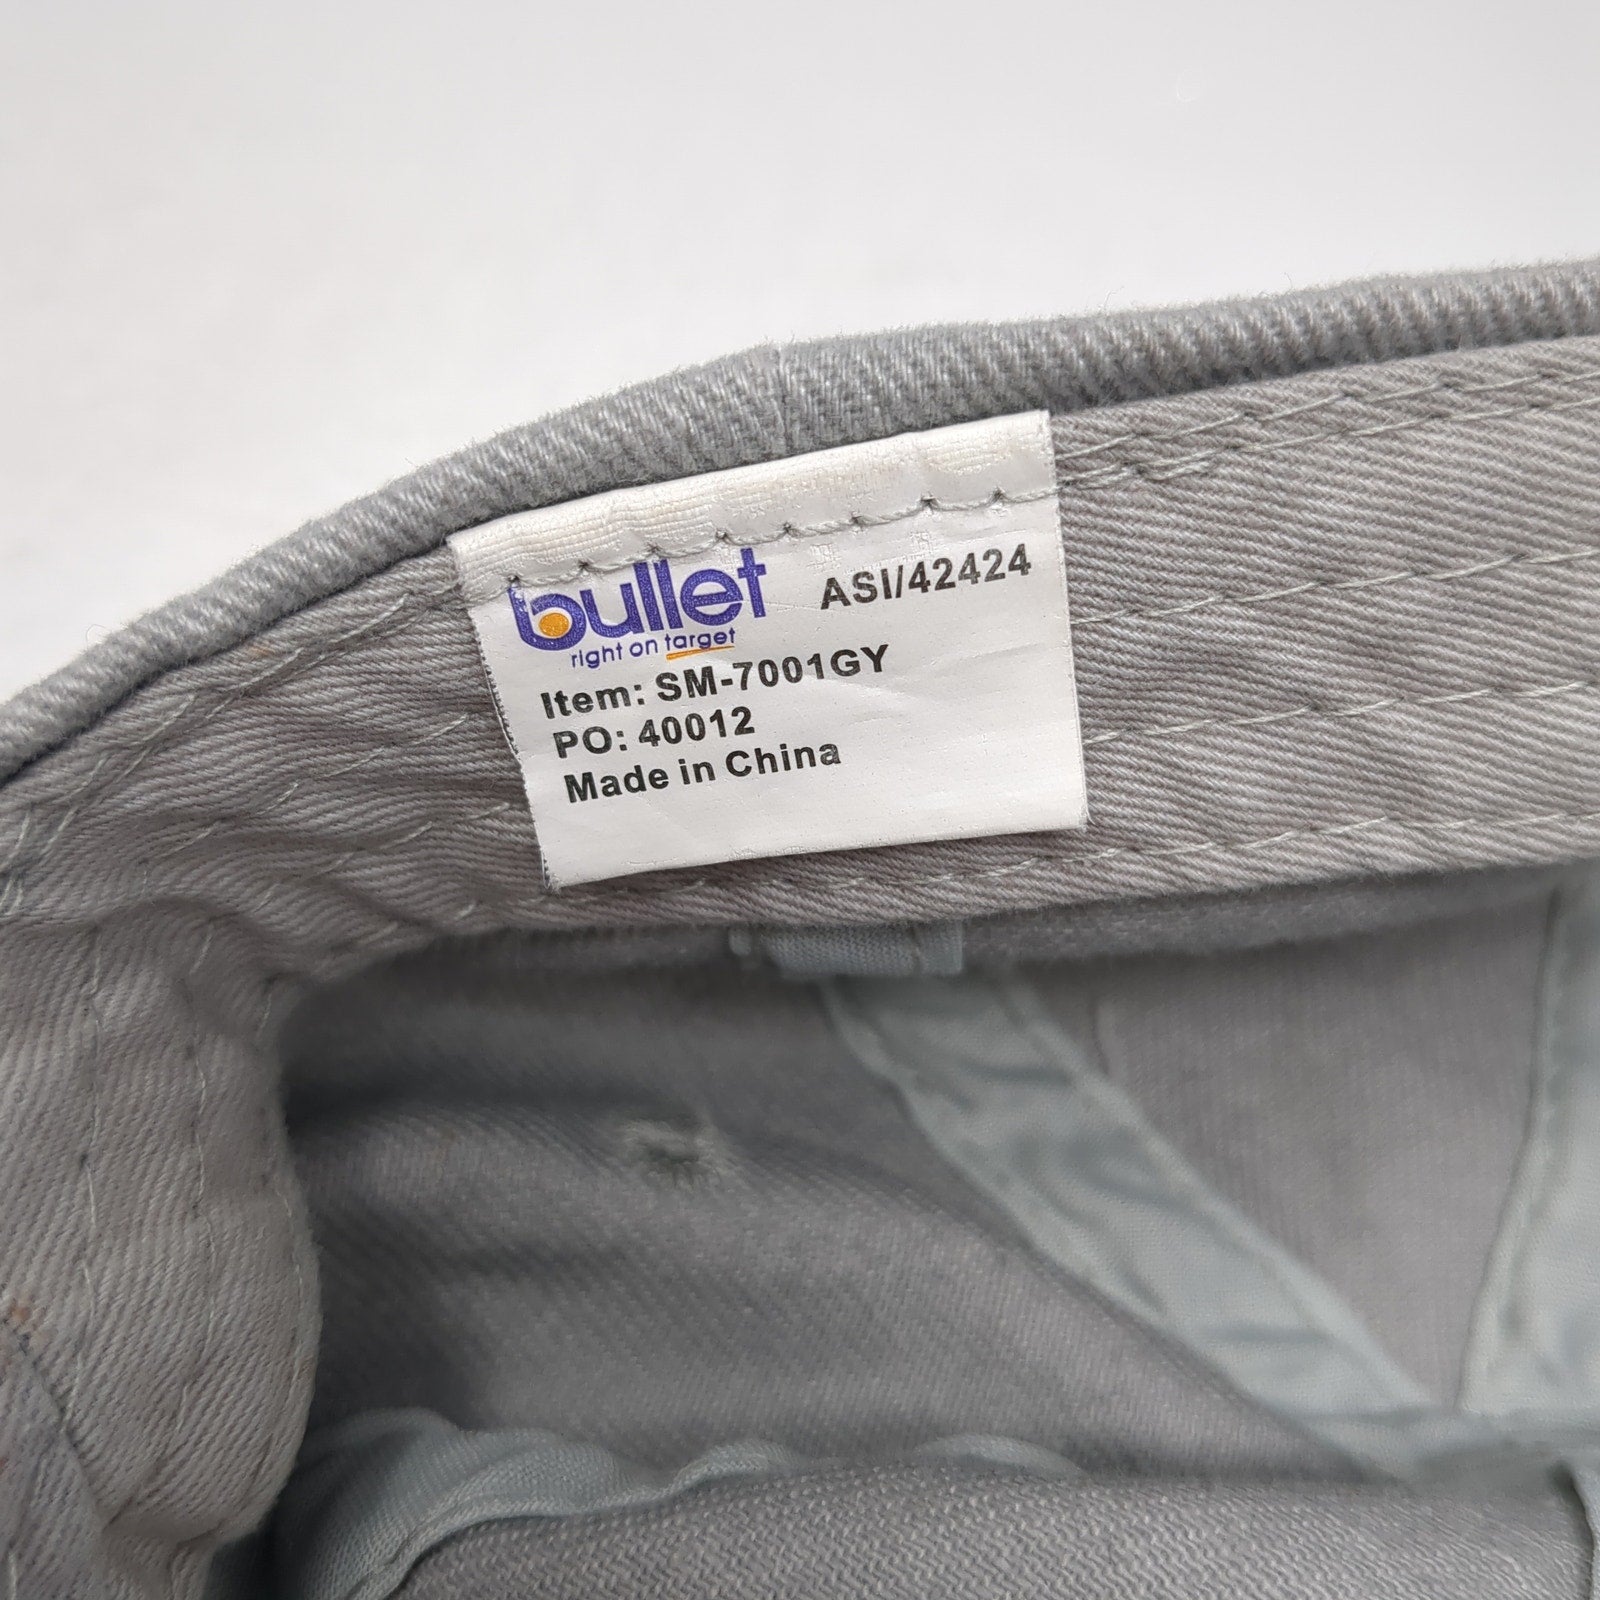 bullet ASI/42424
right on target
Item: SM-7001GY
PO: 40012
Made in China